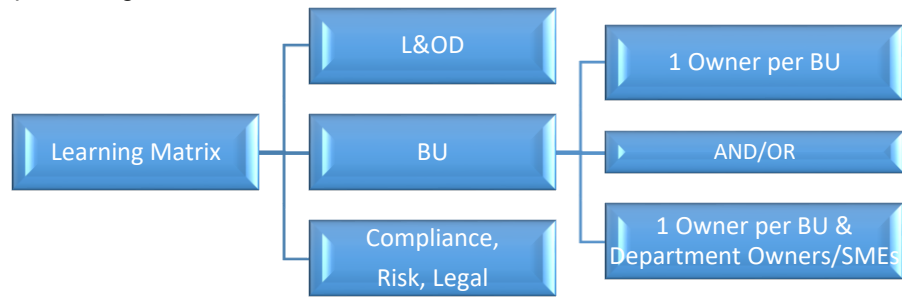 L&OD
1 Owner per BU
Learning Matrix
BU
AND/OR
Compliance,
Risk, Legal
1 Owner per BU &
Department Owners/SMEs